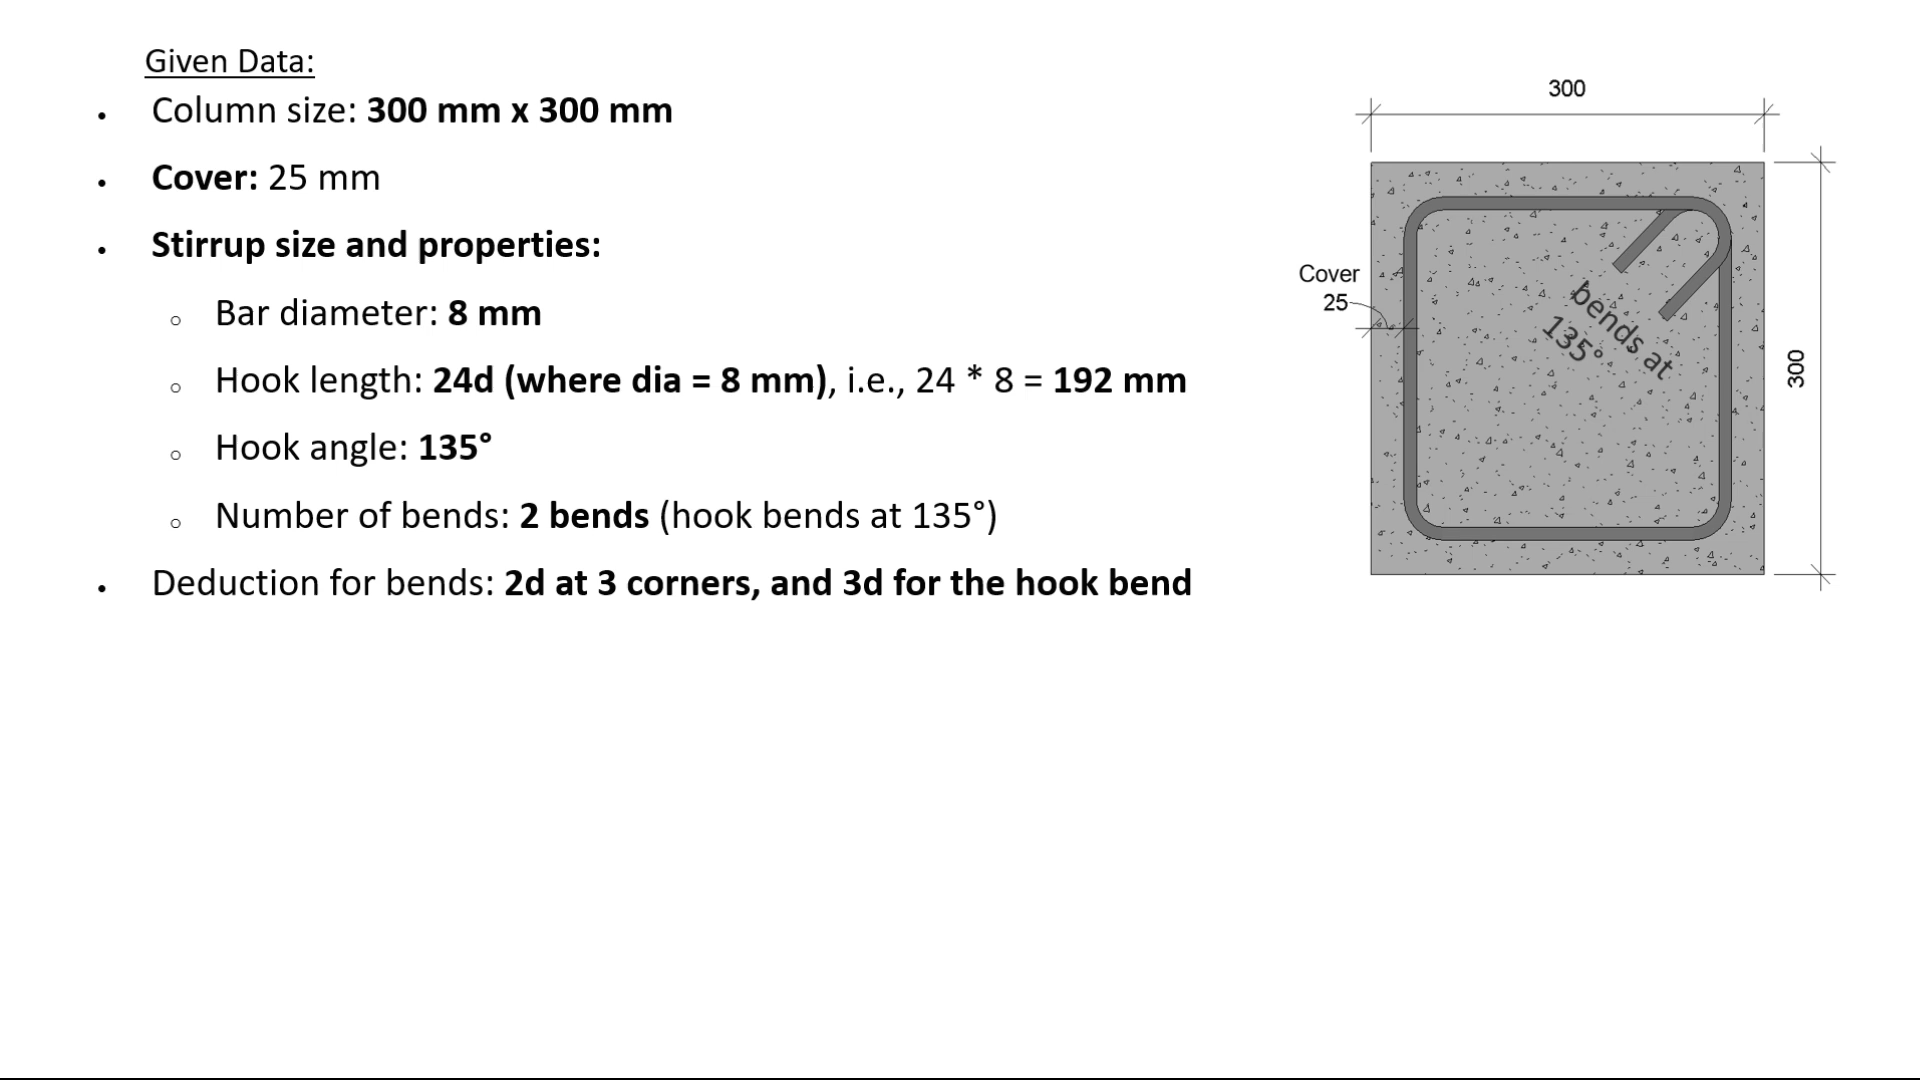 Given Data:
• Column size: 300 mm x 300 mm
• Cover: 25 mm
• Stirrup size and properties:
○ Bar diameter: 8 mm
○ Hook length: 24d (where dia = 8 mm), i.e., 24 * 8 = 192 mm
○ Hook angle: 135°
○ Number of bends: 2 bends (hook bends at 135°)
• Deduction for bends: 2d at 3 corners, and 3d for the hook bend
300
Cover
25
bends at
135°
300